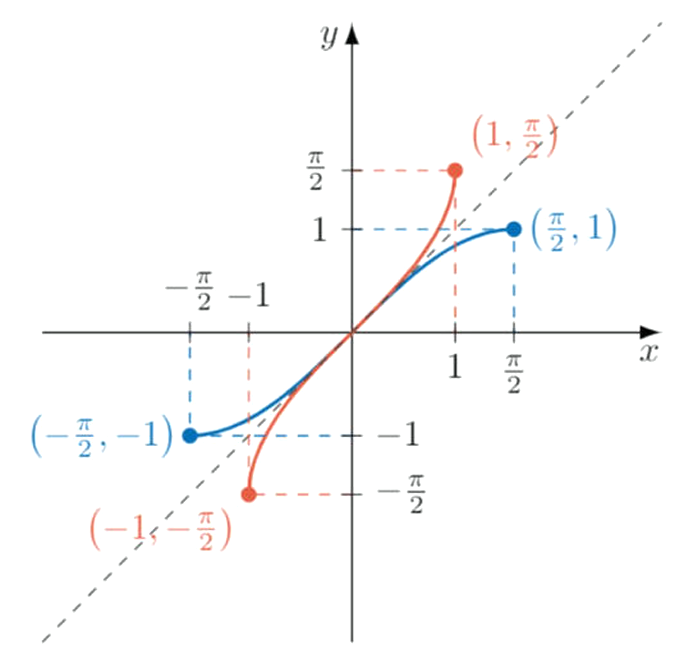 y
(1, π/2)
π/2
1
(π/2, 1)
−π/2 −1
x
1 π/2
(−π/2, −1)
−1
−π/2
(−1, −π/2)